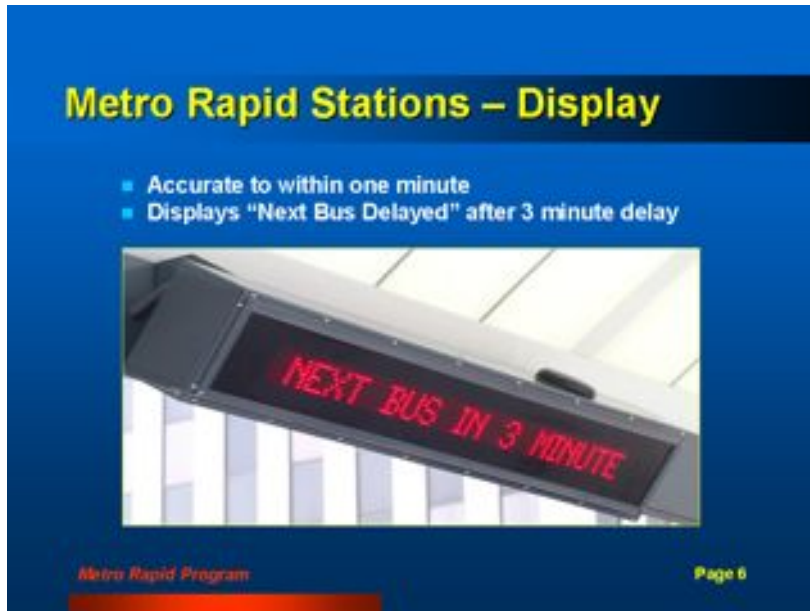 Metro Rapid Stations – Display
Accurate to within one minute
Displays “Next Bus Delayed” after 3 minute delay
NEXT BUS IN 3 MINUTE
Metro Rapid Program
Page 6